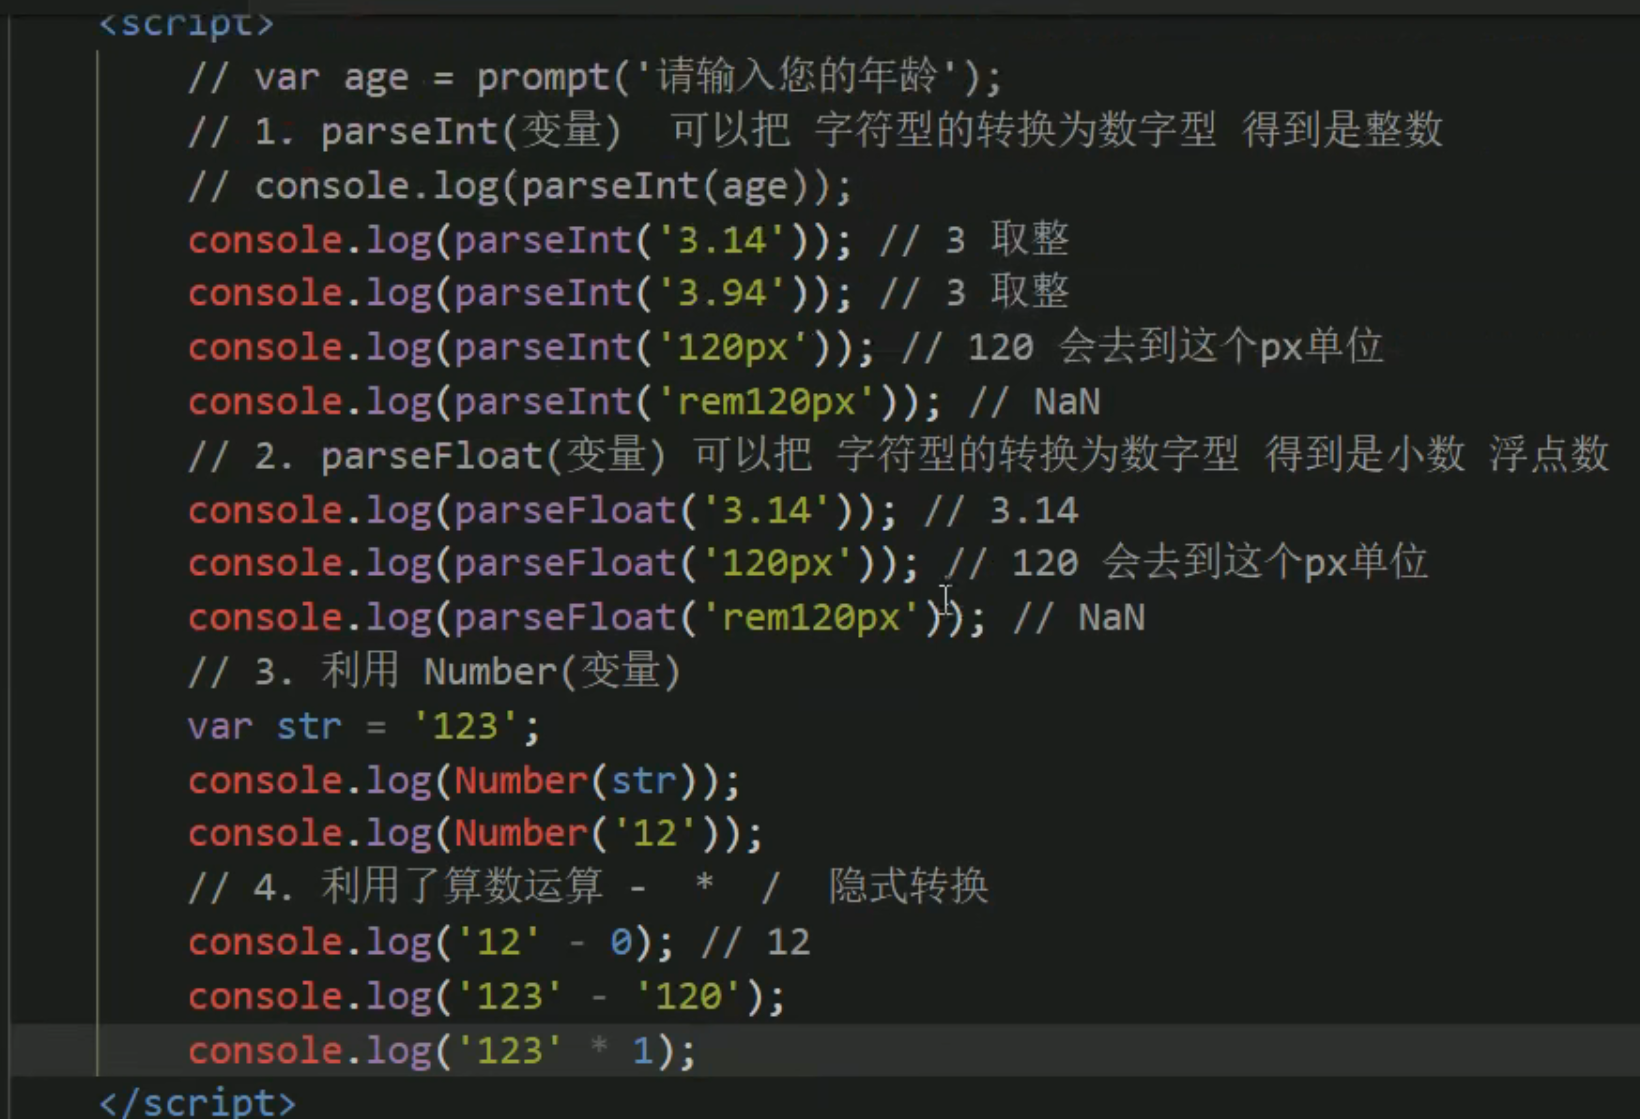 <script>
// var age = prompt('请输入您的年龄');
// 1. parseInt(变量)  可以把 字符型的转换为数字型 得到是整数
// console.log(parseInt(age));
console.log(parseInt('3.14')); // 3 取整
console.log(parseInt('3.94')); // 3 取整
console.log(parseInt('120px')); // 120 会去到这个px单位
console.log(parseInt('rem120px')); // NaN
// 2. parseFloat(变量) 可以把 字符型的转换为数字型 得到是小数 浮点数
console.log(parseFloat('3.14')); // 3.14
console.log(parseFloat('120px')); // 120 会去到这个px单位
console.log(parseFloat('rem120px')); // NaN
// 3. 利用 Number(变量)
var str = '123';
console.log(Number(str));
console.log(Number('12'));
// 4. 利用了算数运算 -  *  /  隐式转换
console.log('12' - 0); // 12
console.log('123' - '120');
console.log('123' * 1);
</script>